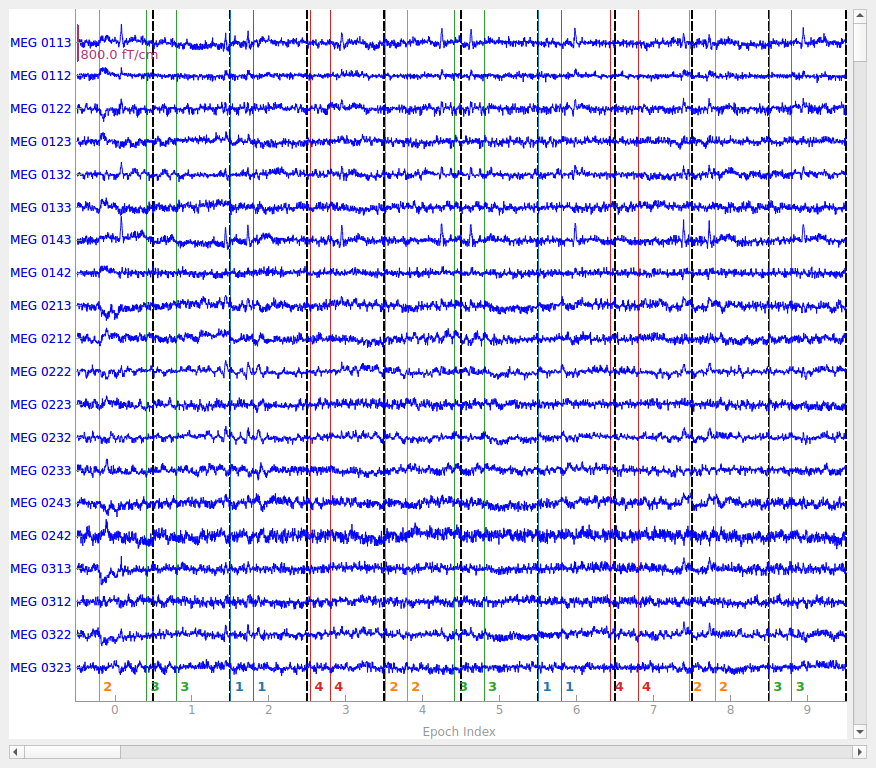 MEG 0113
800.0 fT/cm
MEG 0112
MEG 0122
MEG 0123
MEG 0132
MEG 0133
MEG 0143
MEG 0142
MEG 0213
MEG 0212
MEG 0222
MEG 0223
MEG 0232
MEG 0233
MEG 0243
MEG 0242
MEG 0313
MEG 0312
MEG 0322
MEG 0323
2 3 3 1 1 4 4 2 2 3 3 1 1 4 4 2 2 3 3
0 1 2 3 4 5 6 7 8 9
Epoch Index